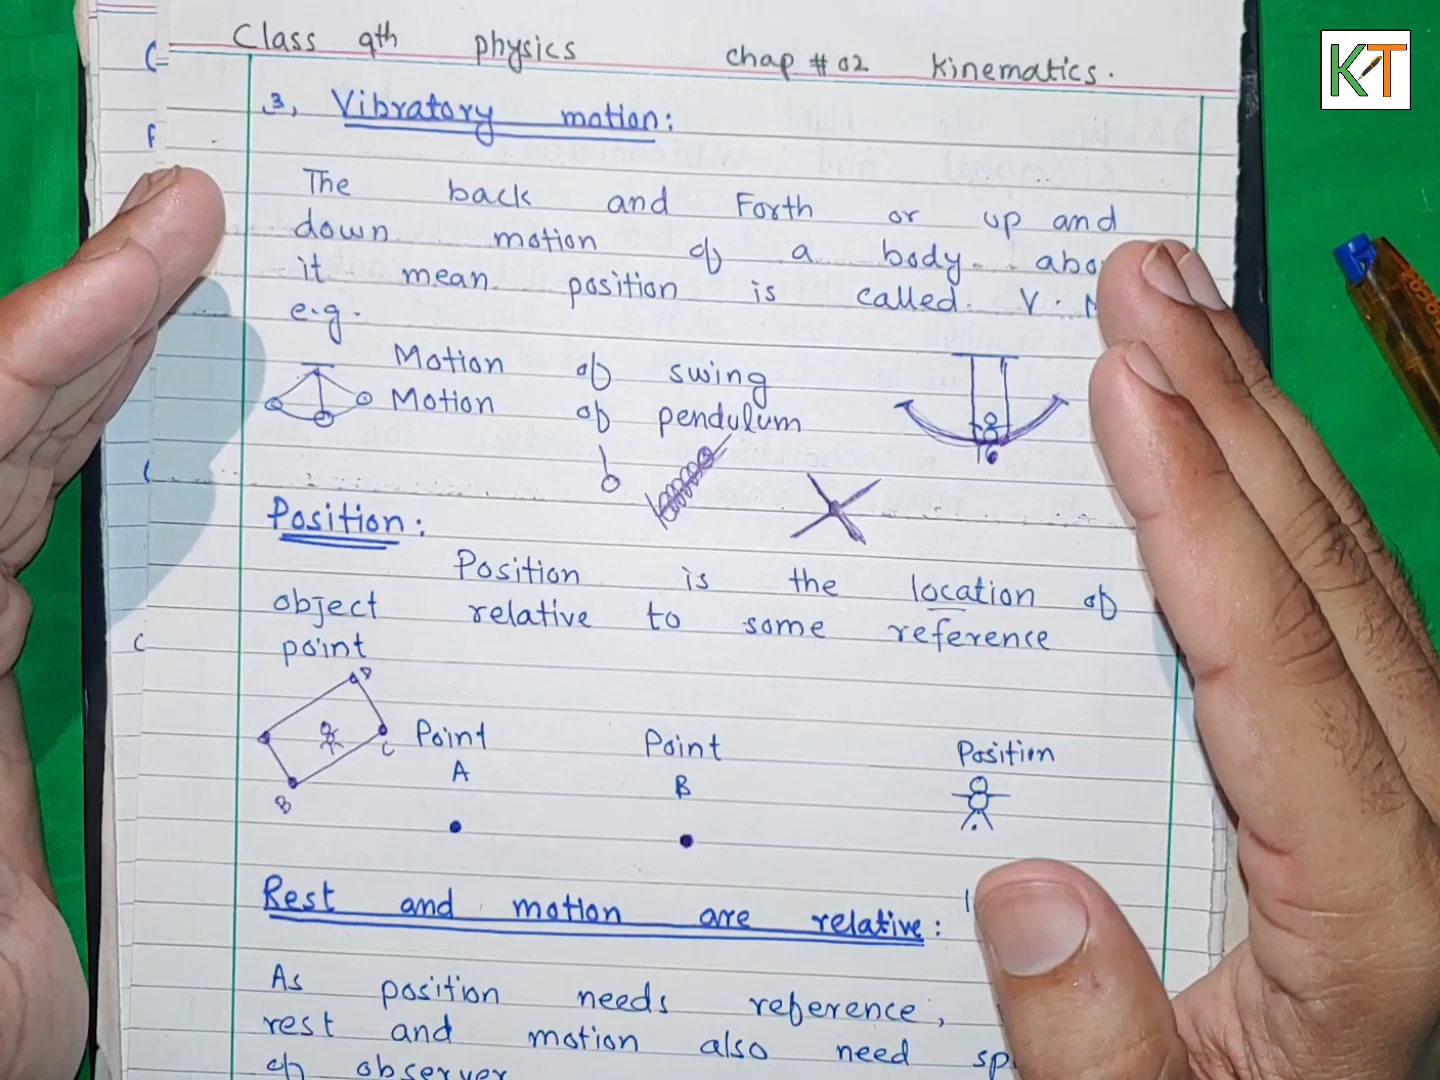 Class 9th physics chap # 02 Kinematics.
KT
3, Vibratory motion:
The back and Forth or up and
down motion of a body
it mean position is called V.
e.g.
Motion of swing
Motion of pendulum
Position:
Position is the location of
object relative to some reference
point
D
C
B
Point Point Position
A B
Rest and motion are relative:
As position needs reference,
rest and motion also need
of observer